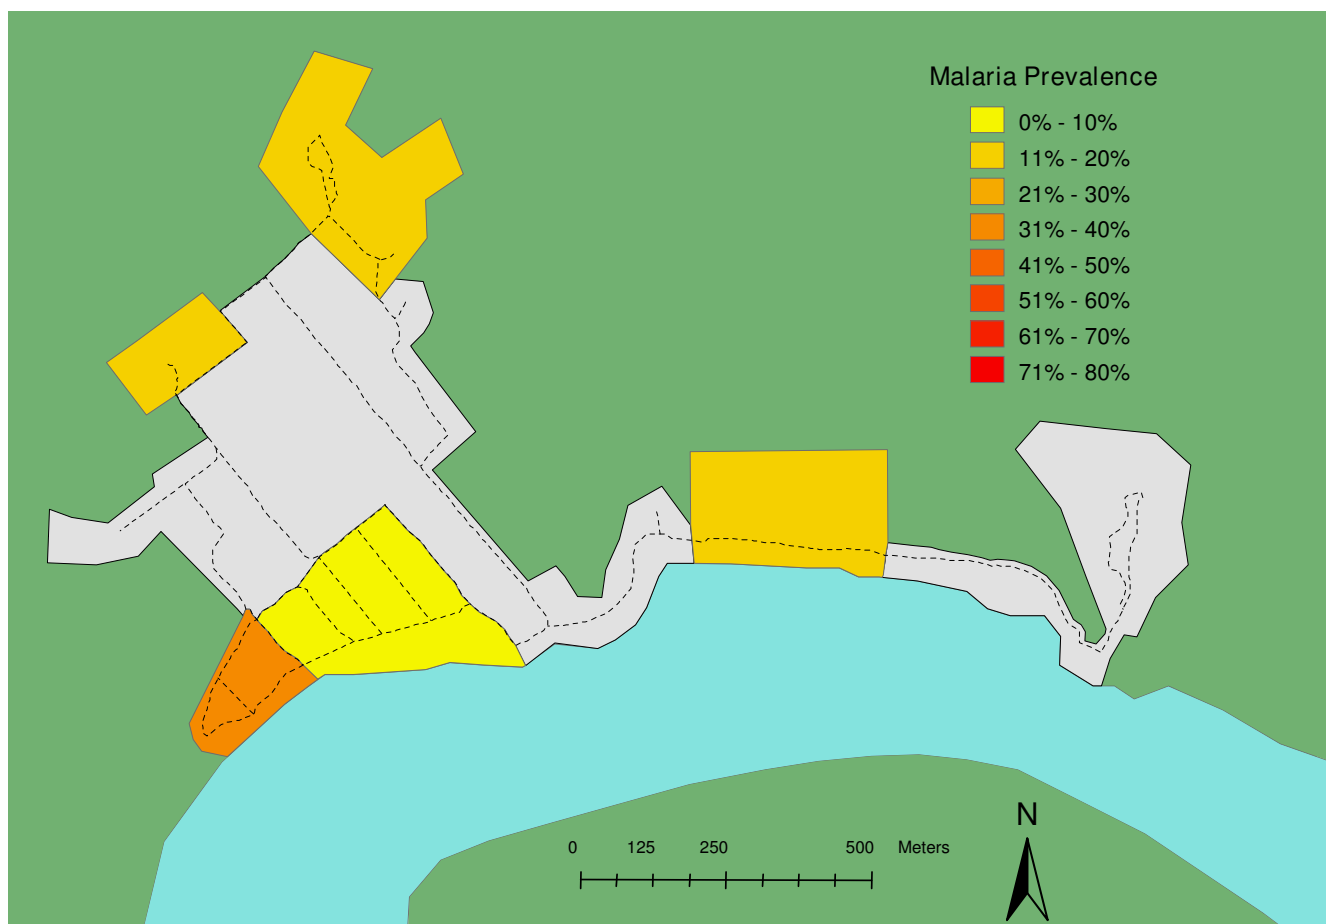 Malaria Prevalence
0% - 10%
11% - 20%
21% - 30%
31% - 40%
41% - 50%
51% - 60%
61% - 70%
71% - 80%
N
0 125 250 500 Meters